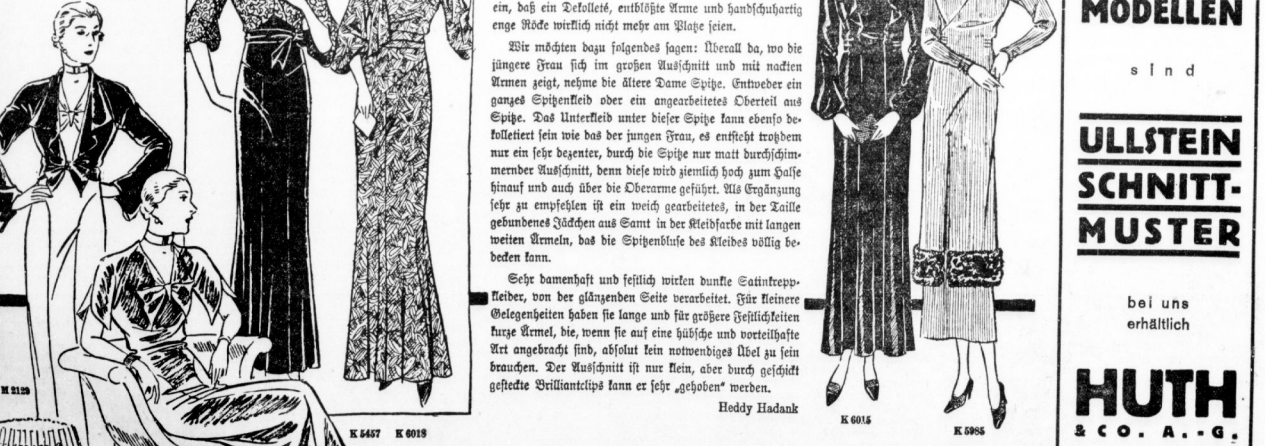 ein, daß ein Dekolleté, entblößte Arme und handschuhartig
enge Röcke wirklich nicht mehr am Platze seien.
Wir möchten dazu folgendes sagen: Überall da, wo die
jüngere Frau sich im großen Ausschnitt und mit nackten
Armen zeigt, nehme die ältere Dame Spitze. Entweder ein
ganzes Spitzenkleid oder ein angearbeitetes Oberteil aus
Spitze. Das Unterkleid unter dieser Spitze kann ebenso de-
kolletiert sein wie das der jungen Frau, es entsteht trotzdem
nur ein sehr dezenter, durch die Spitze nur matt durchschim-
mernder Ausschnitt, denn diese wird ziemlich hoch zum Halse
hinauf und auch über die Oberarme geführt. Als Ergänzung
sehr zu empfehlen ist ein weich gearbeitetes, in der Taille
gebundenes Jäckchen aus Samt in der Kleidfarbe mit langen
weiten Ärmeln, das die Spitzenbluse des Kleides völlig be-
decken kann.
Sehr damenhaft und festlich wirken dunkle Satinkrepp-
kleider, von der glänzenden Seite verarbeitet. Für kleinere
Gelegenheiten haben sie lange und für größere Festlichkeiten
kurze Ärmel, die, wenn sie auf eine hübsche und vorteilhafte
Art angebracht sind, absolut kein notwendiges Übel zu sein
brauchen. Der Ausschnitt ist nur klein, aber durch geschickt
gesteckte Brillantclips kann er sehr „gehoben“ werden.
Heddy Hadank
M 2129
K 5457 K 6018
K 6015
K 5985
MODELLEN
sind
ULLSTEIN
SCHNITT-
MUSTER
bei uns
erhältlich
HUTH
& CO. A.-G.